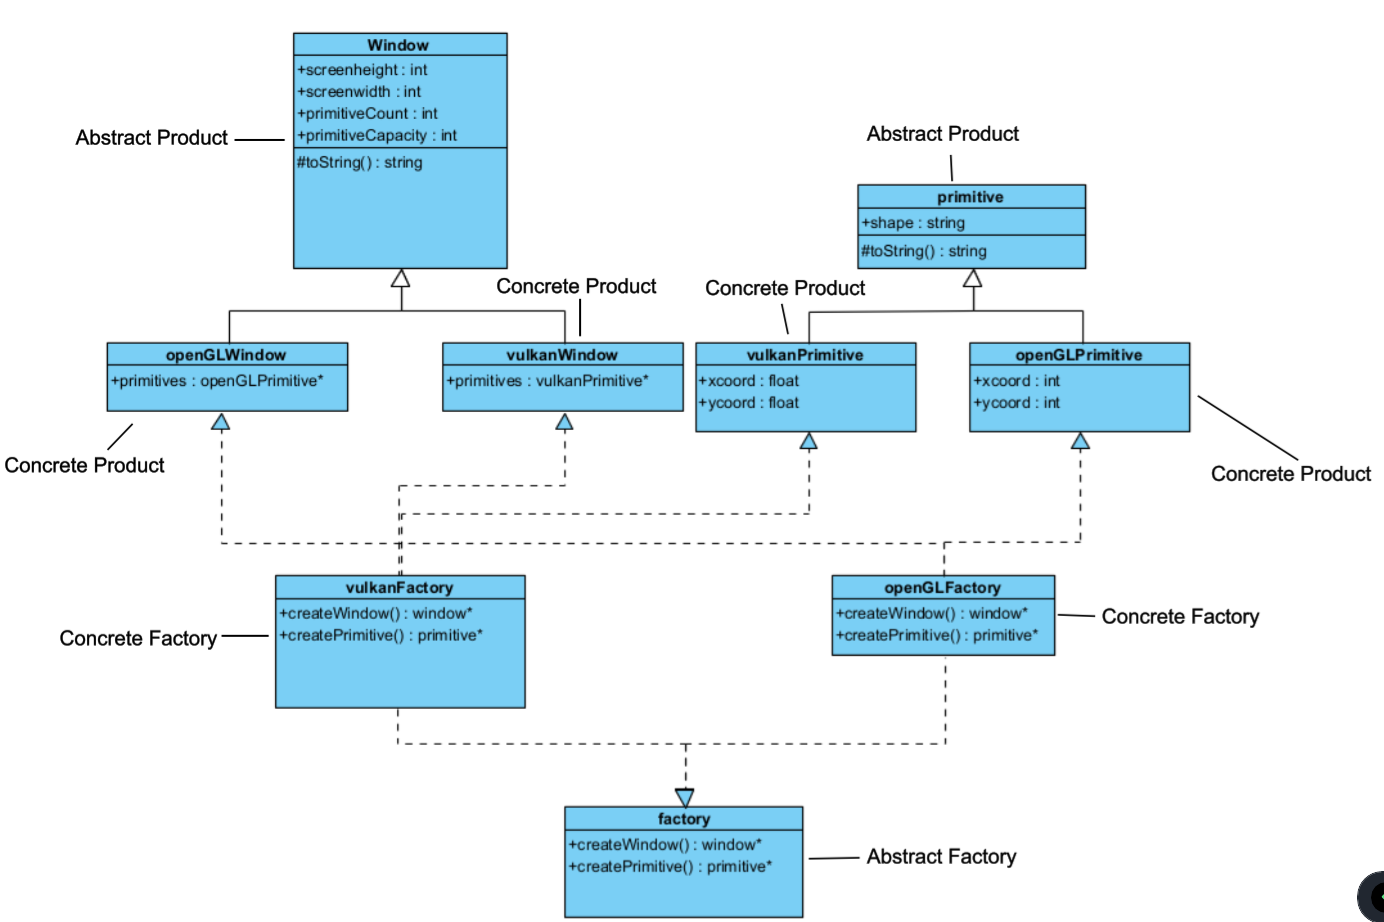 Window
+screenheight : int
+screenwidth : int
+primitiveCount : int
+primitiveCapacity : int
#toString() : string
Abstract Product
Abstract Product
primitive
+shape : string
#toString() : string
Concrete Product
Concrete Product
openGLWindow
+primitives : openGLPrimitive*
vulkanWindow
+primitives : vulkanPrimitive*
vulkanPrimitive
+xcoord : float
+ycoord : float
openGLPrimitive
+xcoord : int
+ycoord : int
Concrete Product
Concrete Product
vulkanFactory
+createWindow() : window*
+createPrimitive() : primitive*
Concrete Factory
openGLFactory
+createWindow() : window*
+createPrimitive() : primitive*
Concrete Factory
factory
+createWindow() : window*
+createPrimitive() : primitive*
Abstract Factory